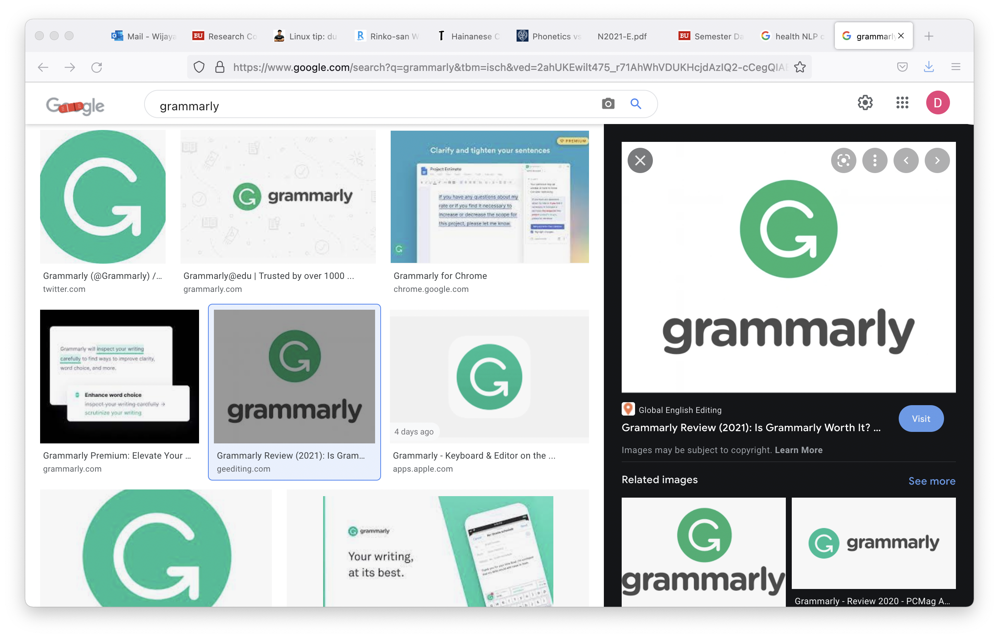 Mail - Wijaya
BU Research Co
Linux tip: du
R Rinko-san W
T Hainanese C
Phonetics vs
N2021-E.pdf
BU Semester Da
G health NLP c
G grammarly
https://www.google.com/search?q=grammarly&tbm=isch&ved=2ahUKEwilt475_r71AhWhVDUKHcjdAzIQ2-cCegQIAE
Google
grammarly
D
grammarly
PREMIUM
Clarify and tighten your sentences
Project Estimate
If you have any questions about my
rate or if you find it necessary to
increase or decrease the scope for
this project, please let me know.
Grammarly (@Grammarly) /...
twitter.com
Grammarly@edu | Trusted by over 1000 ...
grammarly.com
Grammarly for Chrome
chrome.google.com
Grammarly will inspect your writing
carefully to find ways to improve clarity,
word choice, and more.
Enhance word choice
inspect your writing carefully →
scrutinize your writing
grammarly
4 days ago
Grammarly Premium: Elevate Your ...
grammarly.com
Grammarly Review (2021): Is Gram...
geediting.com
Grammarly - Keyboard & Editor on the ...
apps.apple.com
grammarly
Your writing,
at its best.
grammarly
Global English Editing
Grammarly Review (2021): Is Grammarly Worth It? ...
Visit
Images may be subject to copyright. Learn More
Related images
See more
grammarly
grammarly
Grammarly - Review 2020 - PCMag A...